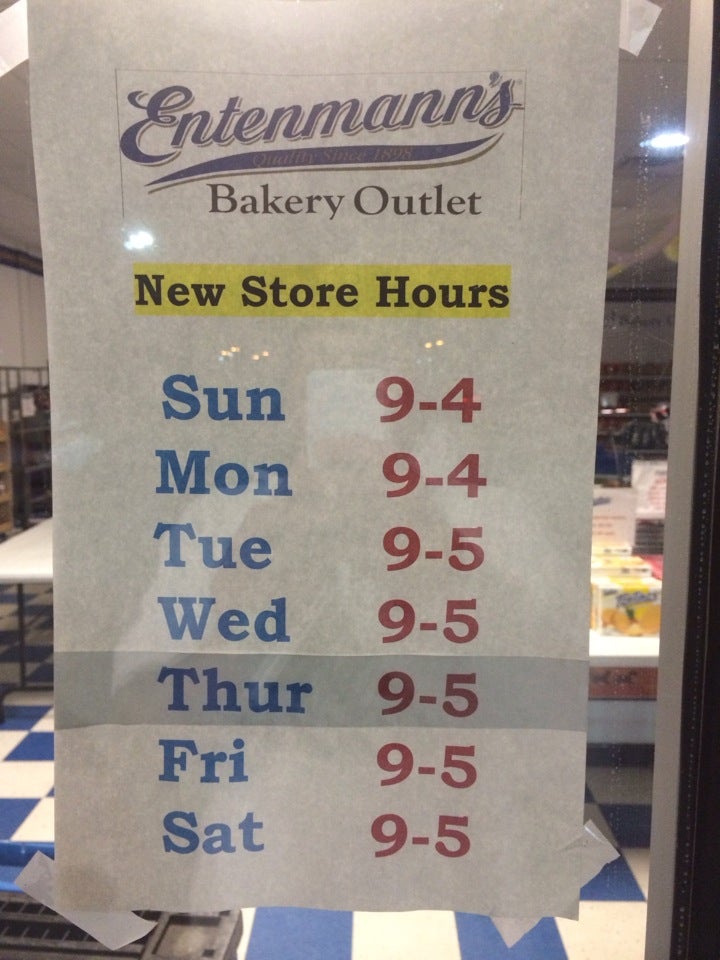 Entenmann's
Quality Since 1898
Bakery Outlet
New Store Hours
Sun 9-4
Mon 9-4
Tue 9-5
Wed 9-5
Thur 9-5
Fri 9-5
Sat 9-5